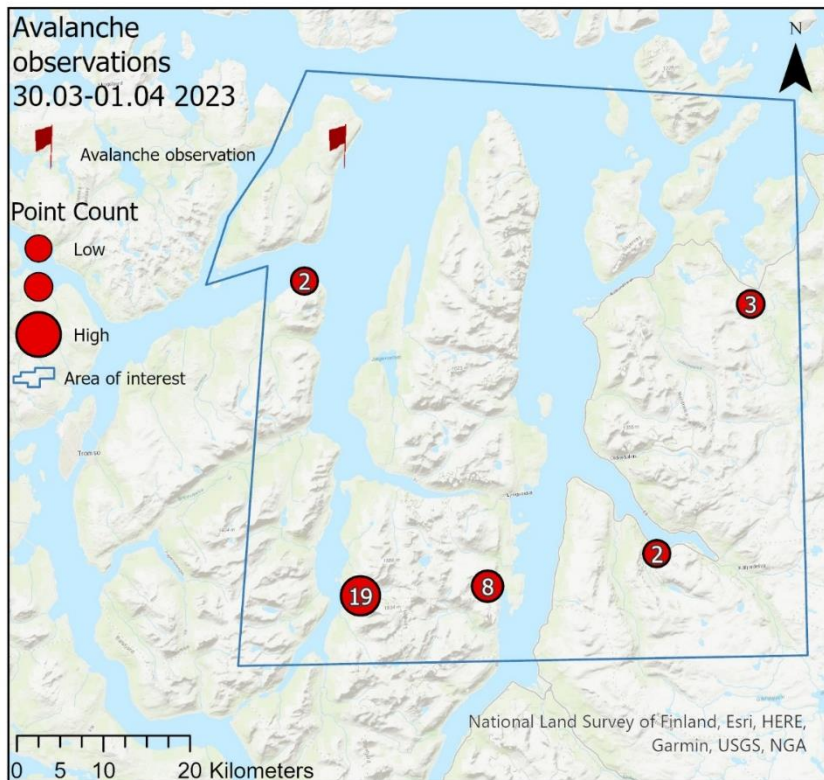 Avalanche
observations
30.03-01.04 2023
N
Avalanche observation
Point Count
Low
High
Area of interest
2
3
Tromsø
2
19
8
National Land Survey of Finland, Esri, HERE,
Garmin, USGS, NGA
0 5 10 20 Kilometers